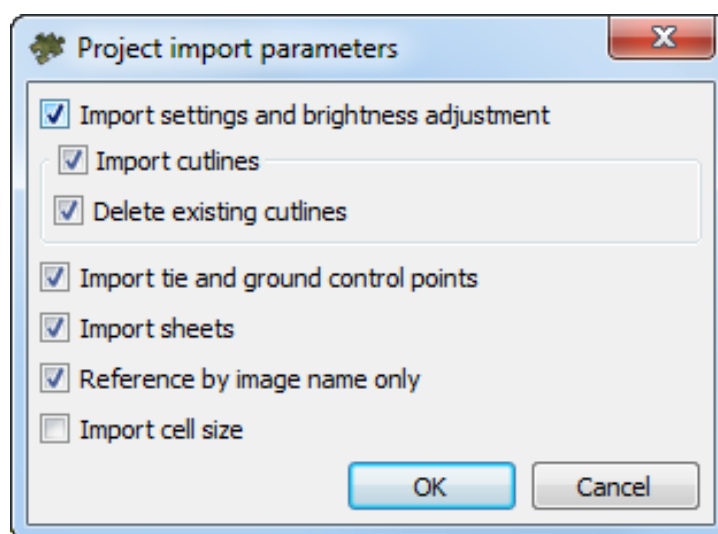 Project import parameters
Import settings and brightness adjustment
Import cutlines
Delete existing cutlines
Import tie and ground control points
Import sheets
Reference by image name only
Import cell size
OK Cancel